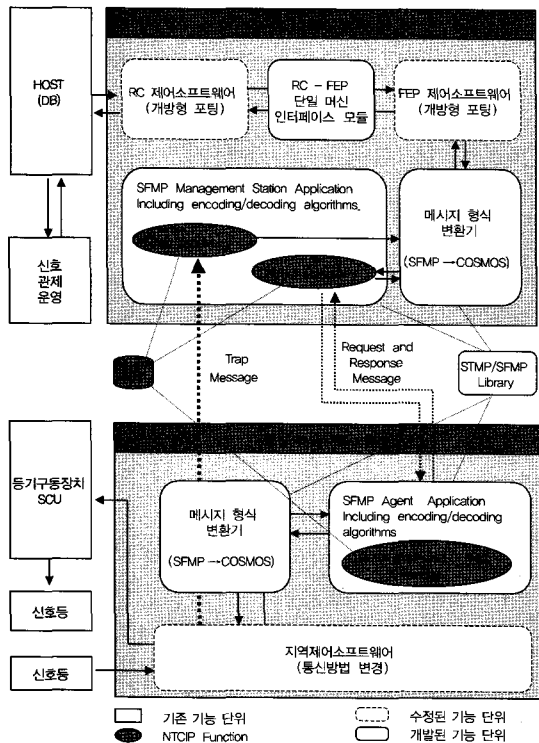 HOST
(DB)
RC 제어소프트웨어
(개방형 포팅)
RC - FEP
단일 머신
인터페이스 모듈
FEP 제어소프트웨어
(개방형 포팅)
SFMP Management Station Application
Including encoding/decoding algorithms.
메시지 형식
변환기
(SFMP →COSMOS)
신호
관제
운영
Trap
Message
Request and
Response
Message
STMP/SFMP
Library
등기구동장치
SCU
메시지 형식
변환기
(SFMP →COSMOS)
SFMP Agent Application
Including encoding/decoding
algorithms
신호등
신호등
지역제어소프트웨어
(통신방법 변경)
기존 기능 단위
수정된 기능 단위
NTCIP Function
개발된 기능 단위